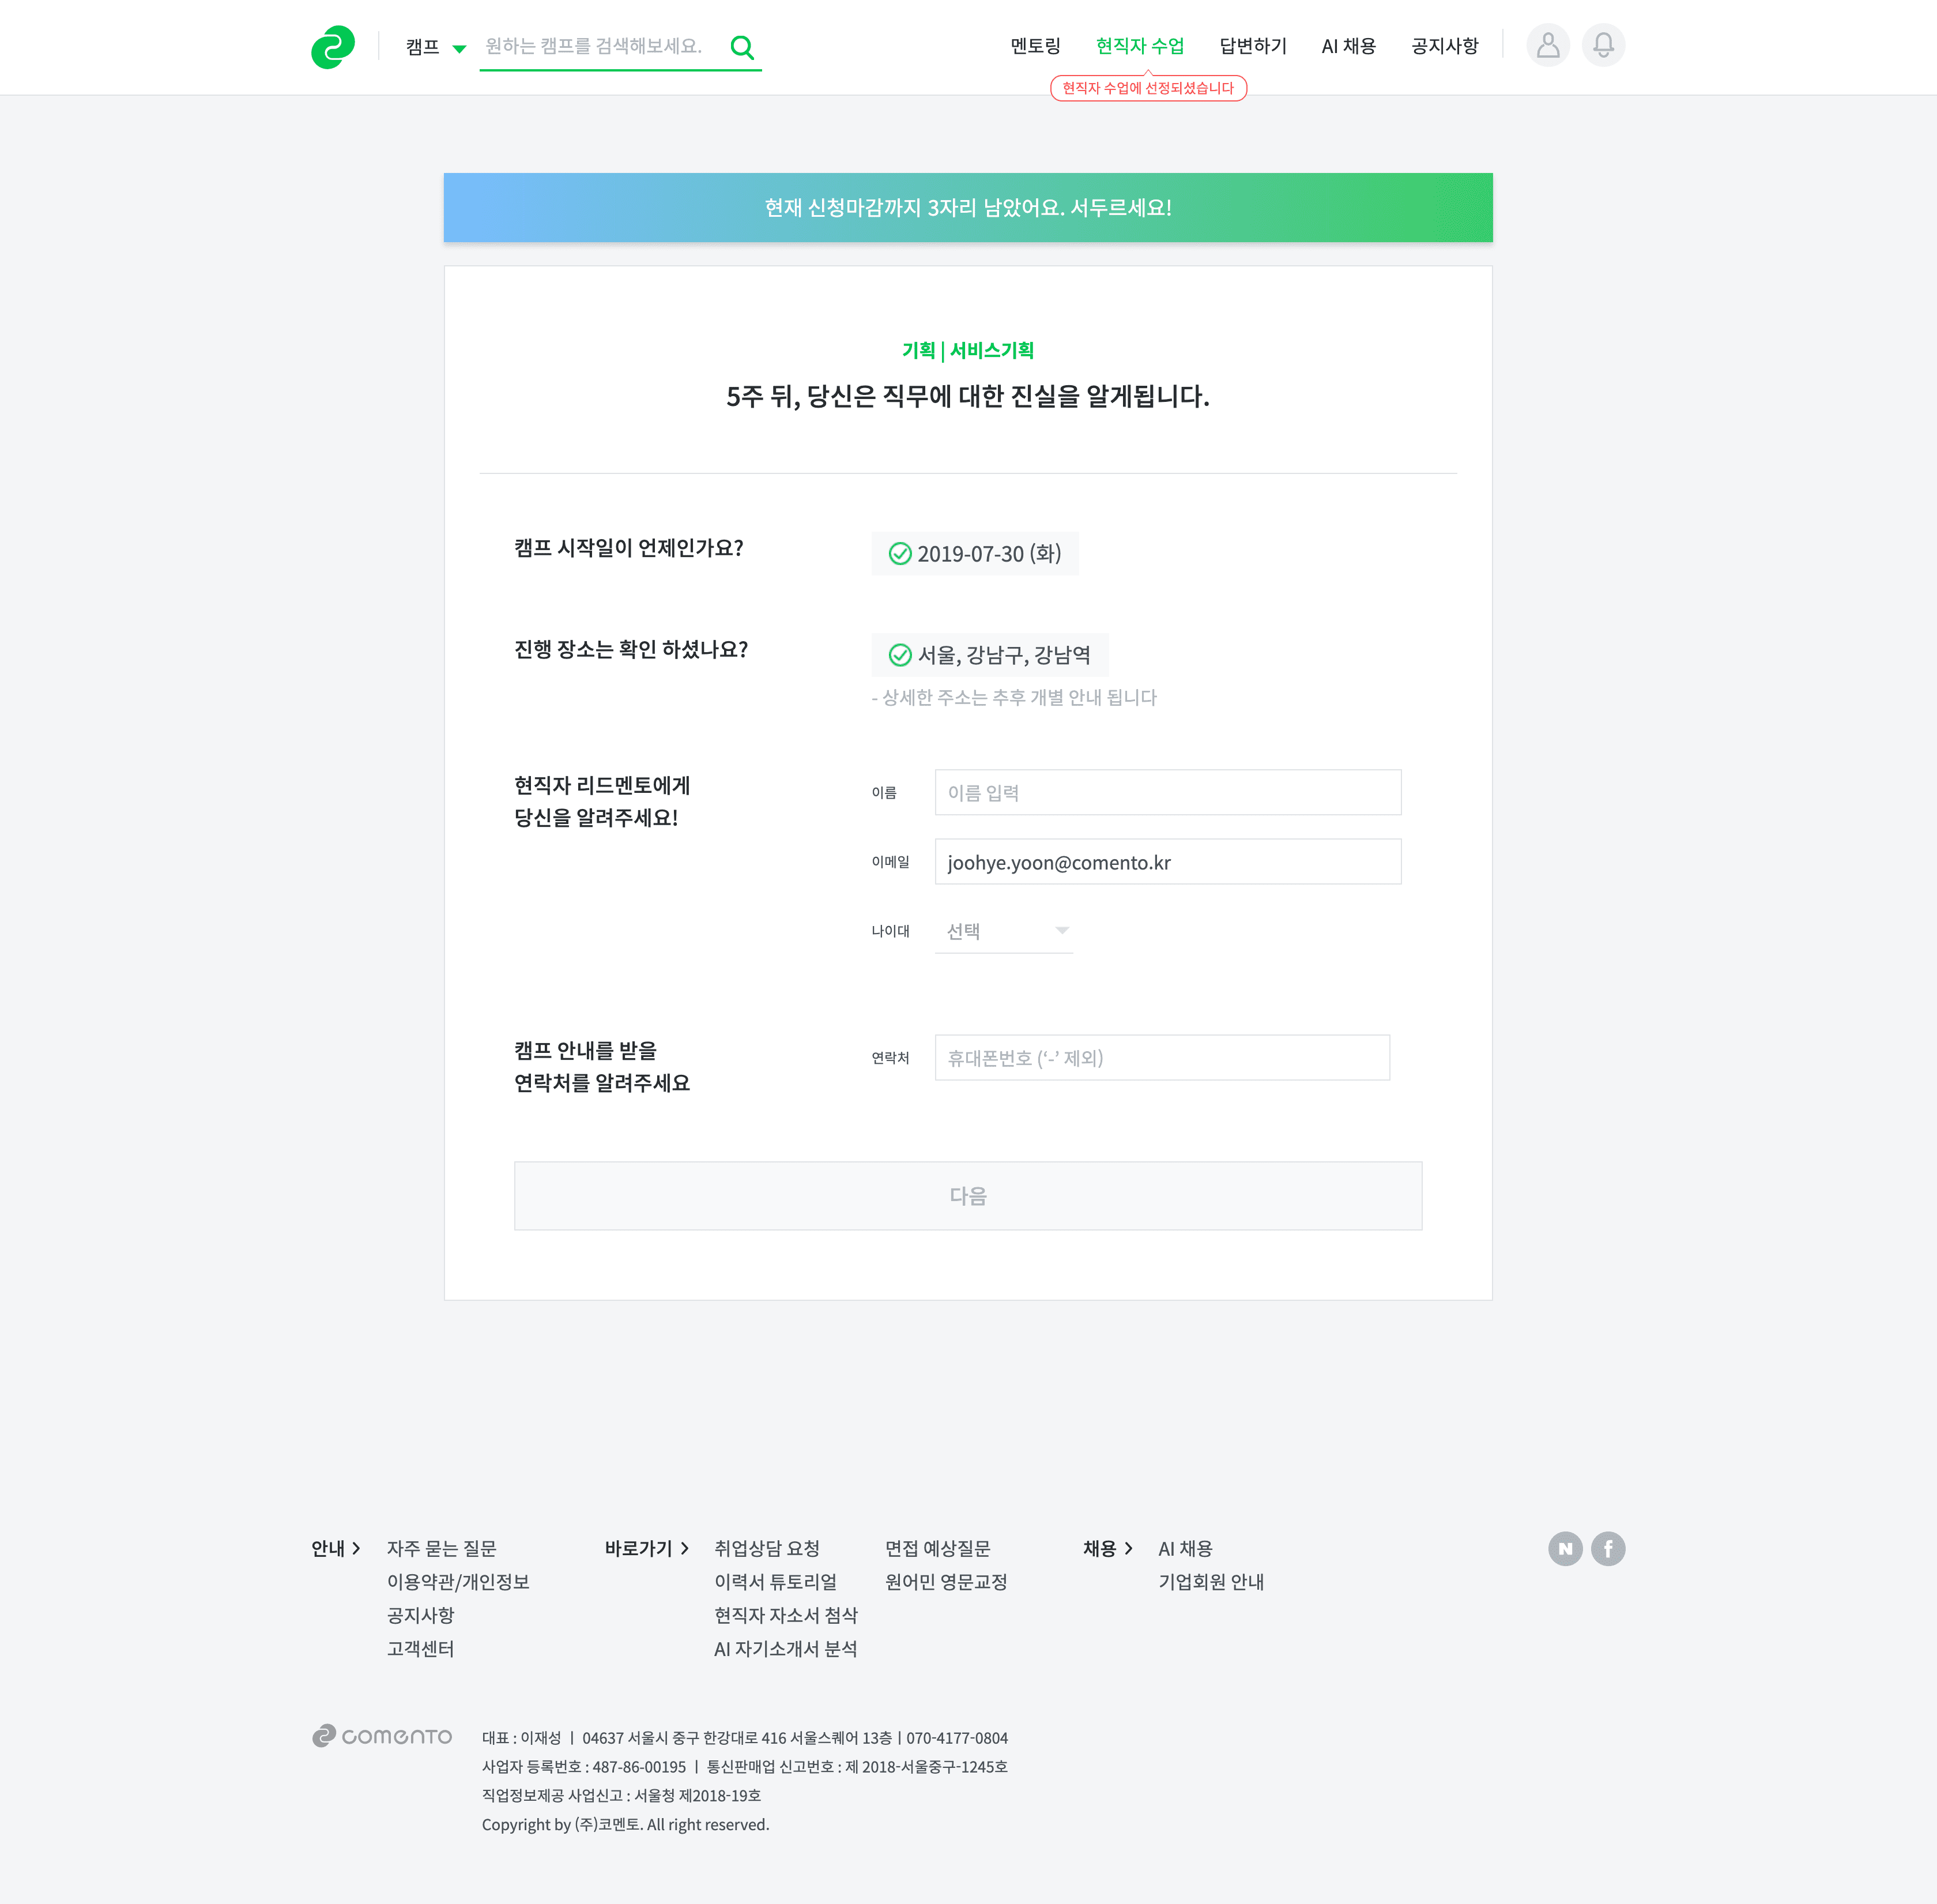 캠프 원하는 캠프를 검색해보세요. 멘토링 현직자 수업 답변하기 AI 채용 공지사항
현직자 수업에 선정되셨습니다
현재 신청마감까지 3자리 남았어요. 서두르세요!
기획 | 서비스기획
5주 뒤, 당신은 직무에 대한 진실을 알게됩니다.
캠프 시작일이 언제인가요? 2019-07-30 (화)
진행 장소는 확인 하셨나요? 서울, 강남구, 강남역
- 상세한 주소는 추후 개별 안내 됩니다
현직자 리드멘토에게
당신을 알려주세요!
이름 이름 입력
이메일 joohye.yoon@comento.kr
나이대 선택
캠프 안내를 받을
연락처를 알려주세요
연락처 휴대폰번호 (‘-’ 제외)
다음
안내 자주 묻는 질문 바로가기 취업상담 요청 면접 예상질문 채용 AI 채용
이용약관/개인정보 이력서 튜토리얼 원어민 영문교정 기업회원 안내
공지사항 현직자 자소서 첨삭
고객센터 AI 자기소개서 분석
comento
대표 : 이재성 ㅣ 04637 서울시 중구 한강대로 416 서울스퀘어 13층ㅣ070-4177-0804
사업자 등록번호 : 487-86-00195 ㅣ 통신판매업 신고번호 : 제 2018-서울중구-1245호
직업정보제공 사업신고 : 서울청 제2018-19호
Copyright by (주)코멘토. All right reserved.